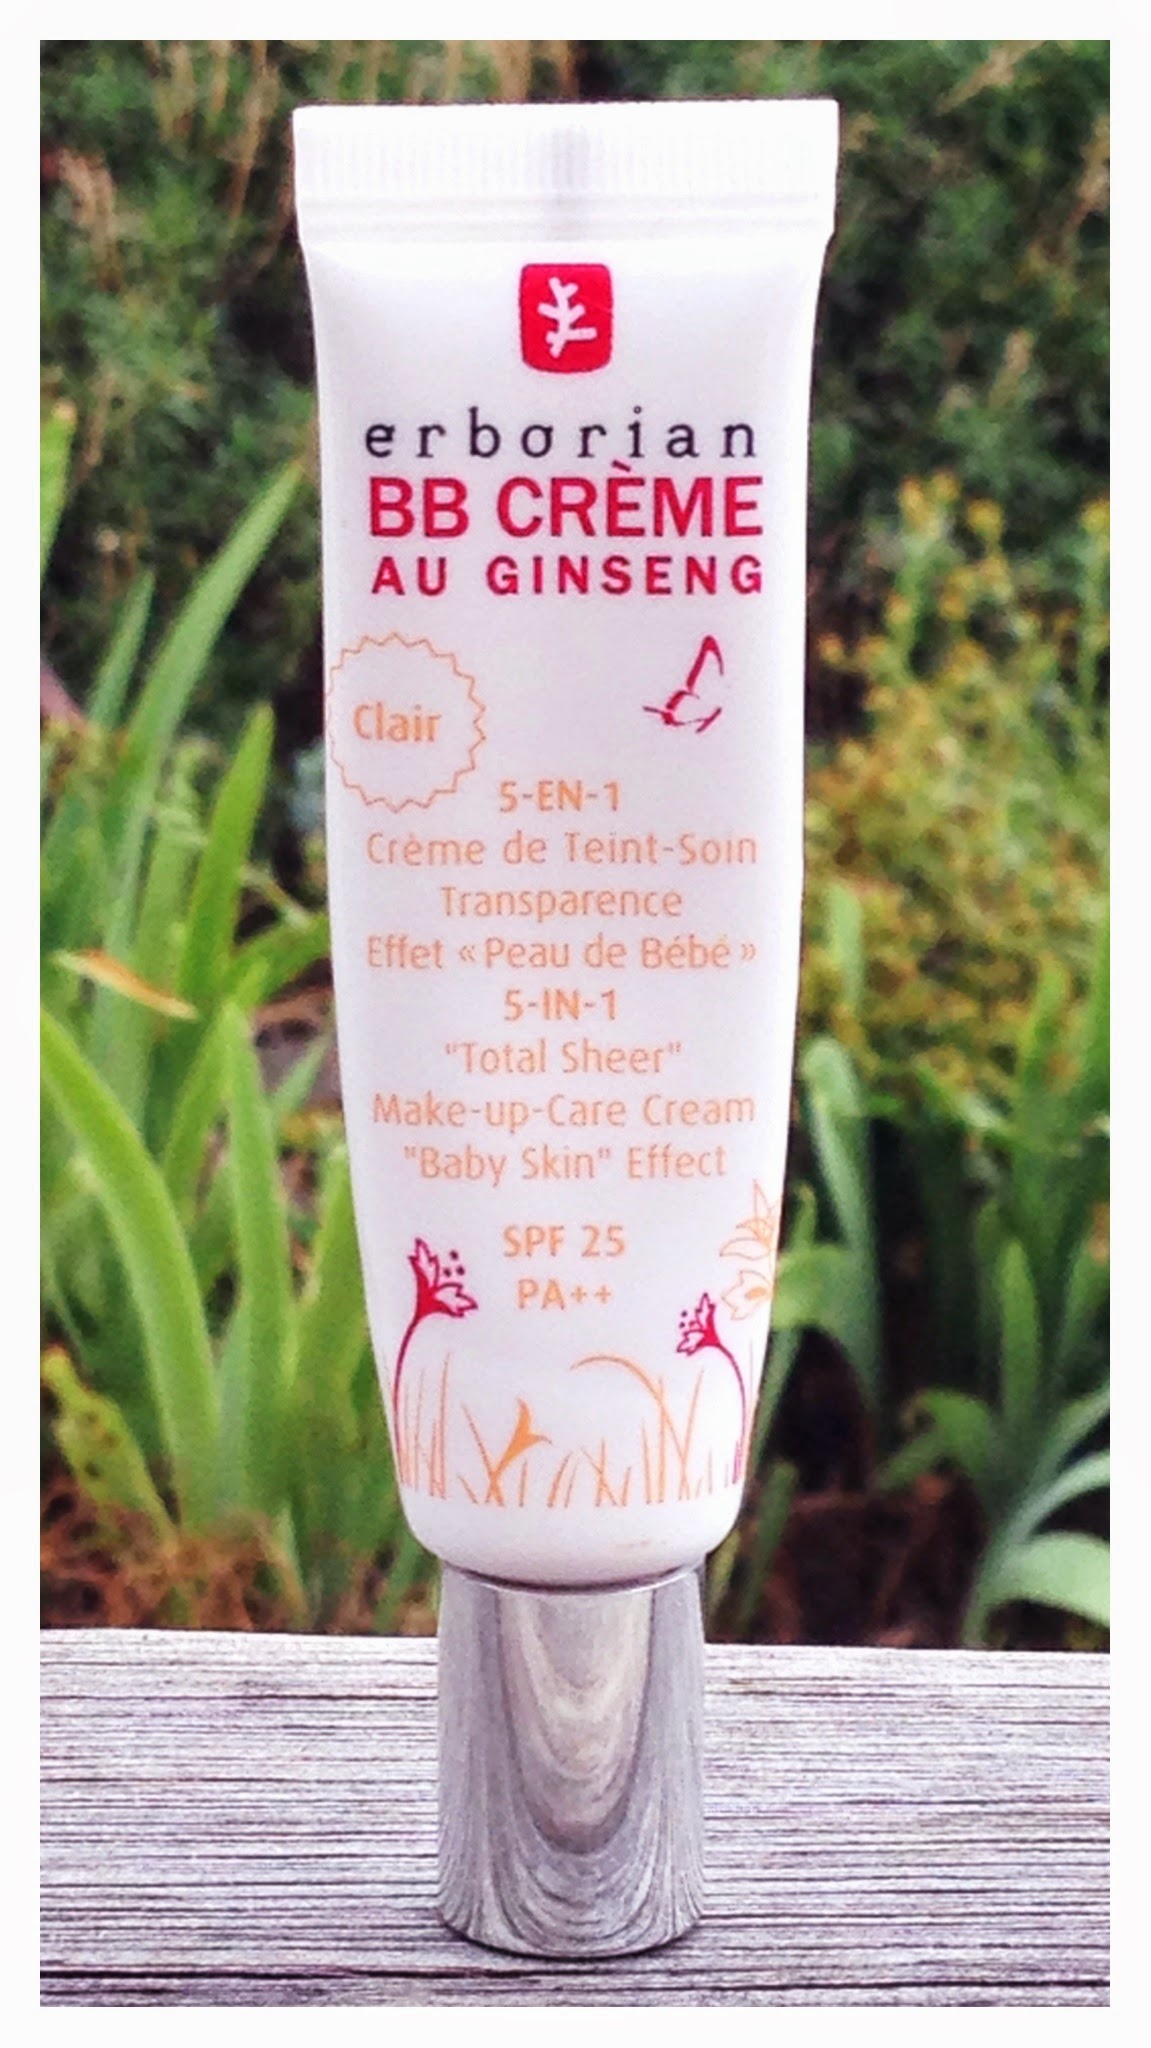 erborian
BB CRÈME
AU GINSENG
Clair
5-EN-1
Crème de Teint-Soin
Transparence
Effet « Peau de Bébé »
5-IN-1
"Total Sheer"
Make-up-Care Cream
"Baby Skin" Effect
SPF 25
PA++